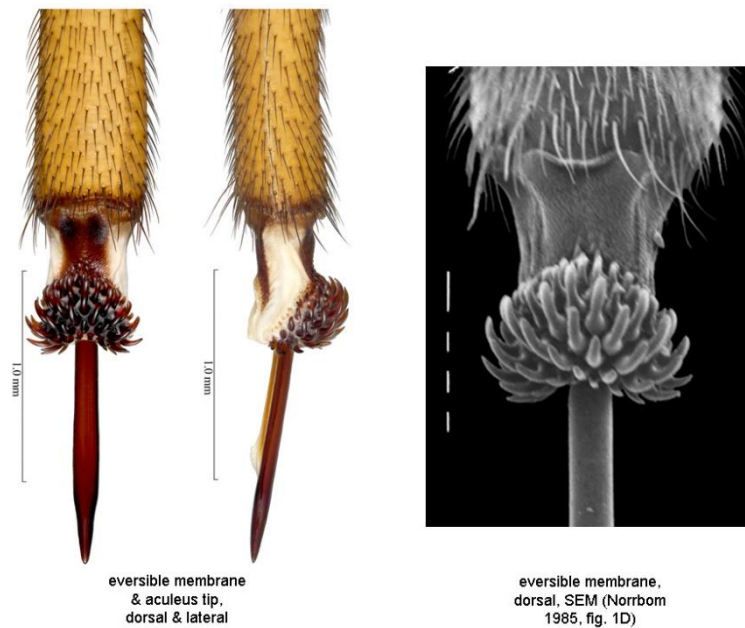 1.0 mm
1.0 mm
eversible membrane
& aculeus tip,
dorsal & lateral
eversible membrane,
dorsal, SEM (Norrbom
1985, fig. 1D)